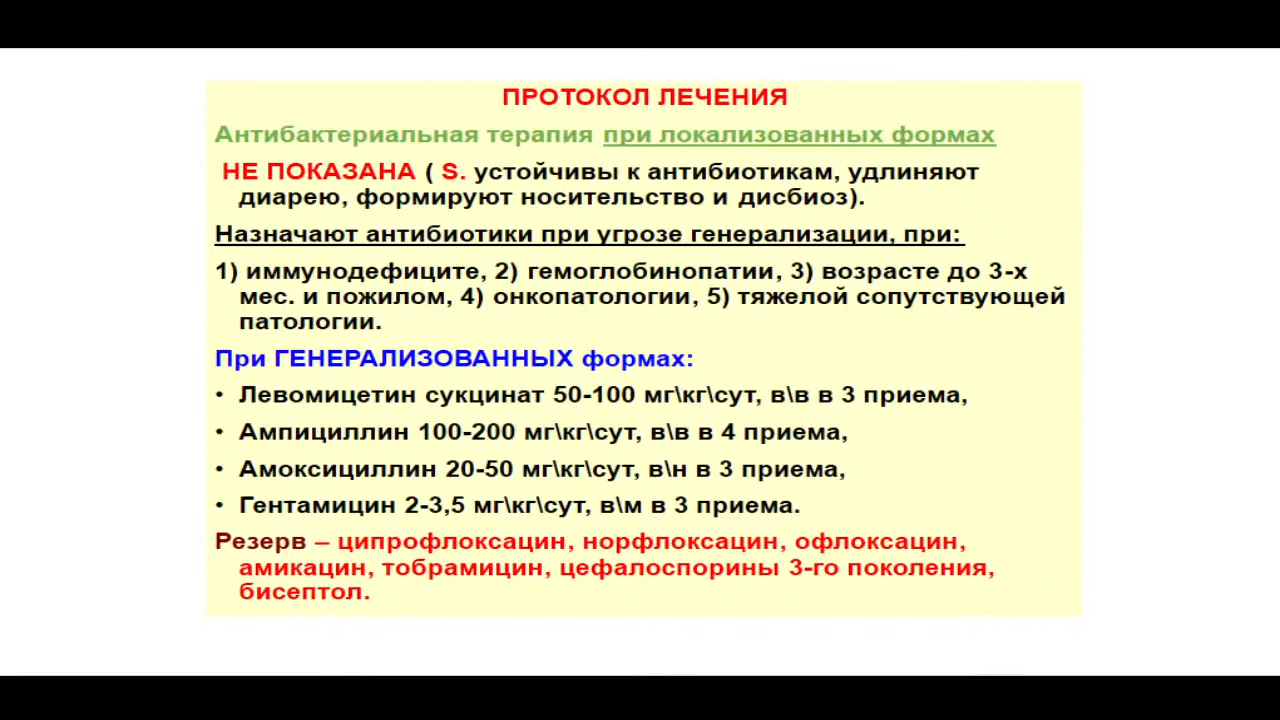 ПРОТОКОЛ ЛЕЧЕНИЯ
Антибактериальная терапия при локализованных формах
НЕ ПОКАЗАНА ( S. устойчивы к антибиотикам, удлиняют
диарею, формируют носительство и дисбиоз).
Назначают антибиотики при угрозе генерализации, при:
1) иммунодефиците, 2) гемоглобинопатии, 3) возрасте до 3-х
мес. и пожилом, 4) онкопатологии, 5) тяжелой сопутствующей
патологии.
При ГЕНЕРАЛИЗОВАННЫХ формах:
• Левомицетин сукцинат 50-100 мг\кг\сут, в\в в 3 приема,
• Ампициллин 100-200 мг\кг\сут, в\в в 4 приема,
• Амоксициллин 20-50 мг\кг\сут, в\н в 3 приема,
• Гентамицин 2-3,5 мг\кг\сут, в\м в 3 приема.
Резерв – ципрофлоксацин, норфлоксацин, офлоксацин,
амикацин, тобрамицин, цефалоспорины 3-го поколения,
бисептол.